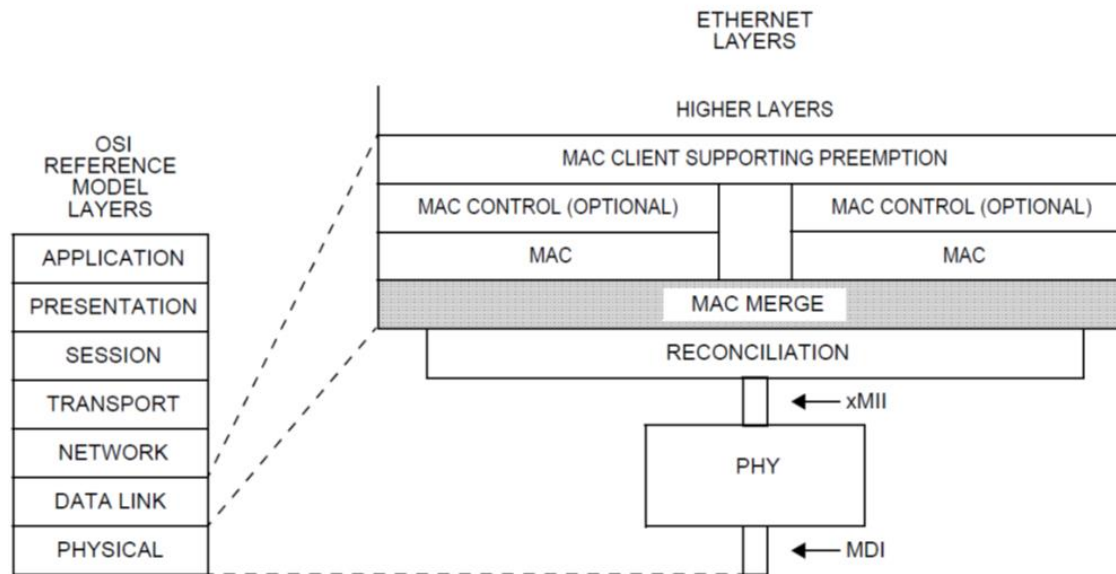 ETHERNET
LAYERS
HIGHER LAYERS
OSI
REFERENCE
MODEL
LAYERS
MAC CLIENT SUPPORTING PREEMPTION
MAC CONTROL (OPTIONAL)
MAC CONTROL (OPTIONAL)
MAC
MAC
MAC MERGE
RECONCILIATION
xMII
PHY
MDI
APPLICATION
PRESENTATION
SESSION
TRANSPORT
NETWORK
DATA LINK
PHYSICAL